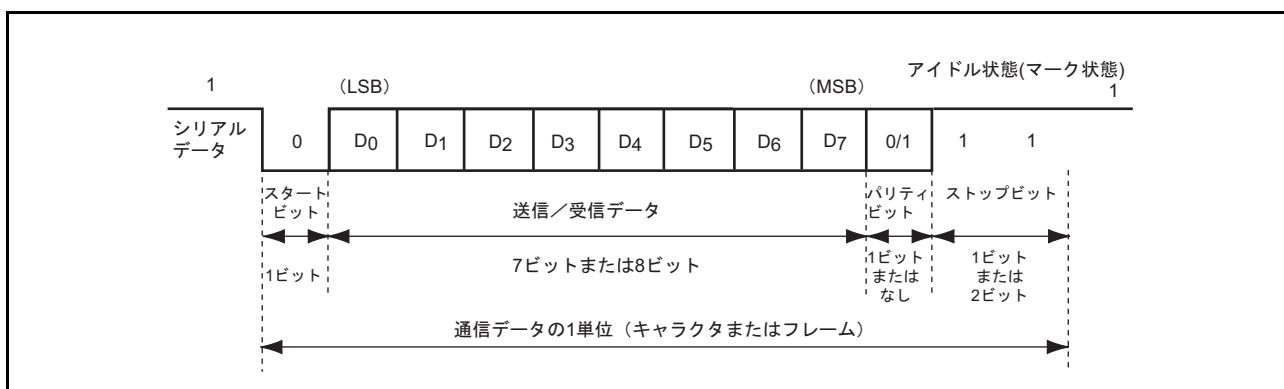 アイドル状態(マーク状態)
1 (LSB) (MSB) 1
シリアル
データ
0 D0 D1 D2 D3 D4 D5 D6 D7 0/1 1 1
スタート
ビット
送信／受信データ
パリティ
ビット
ストップビット
1ビット
7ビットまたは8ビット
1ビット
または
なし
1ビット
または
2ビット
通信データの1単位（キャラクタまたはフレーム）